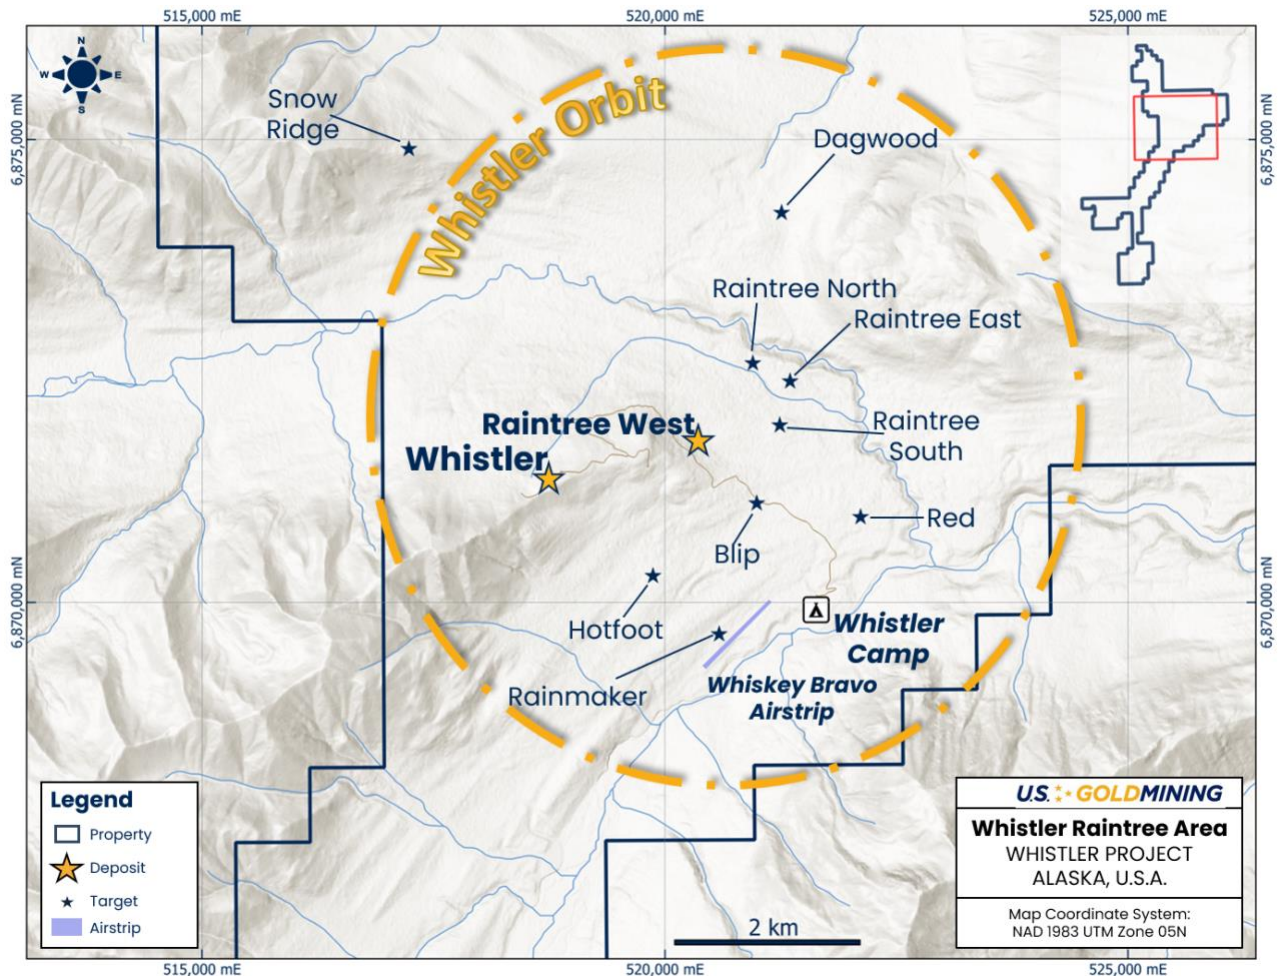 515,000 mE
520,000 mE
525,000 mE
N
W
E
S
6,875,000 mN
6,875,000 mN
Snow
Ridge
Whistler Orbit
Dagwood
Raintree North
Raintree East
Raintree West
Raintree
South
Whistler
Blip
Red
Hotfoot
6,870,000 mN
6,870,000 mN
Whistler
Camp
Rainmaker
Whiskey Bravo
Airstrip
Legend
Property
Deposit
Target
Airstrip
2 km
U.S. GOLDMINING
Whistler Raintree Area
WHISTLER PROJECT
ALASKA, U.S.A.
Map Coordinate System:
NAD 1983 UTM Zone 05N
515,000 mE
520,000 mE
525,000 mE